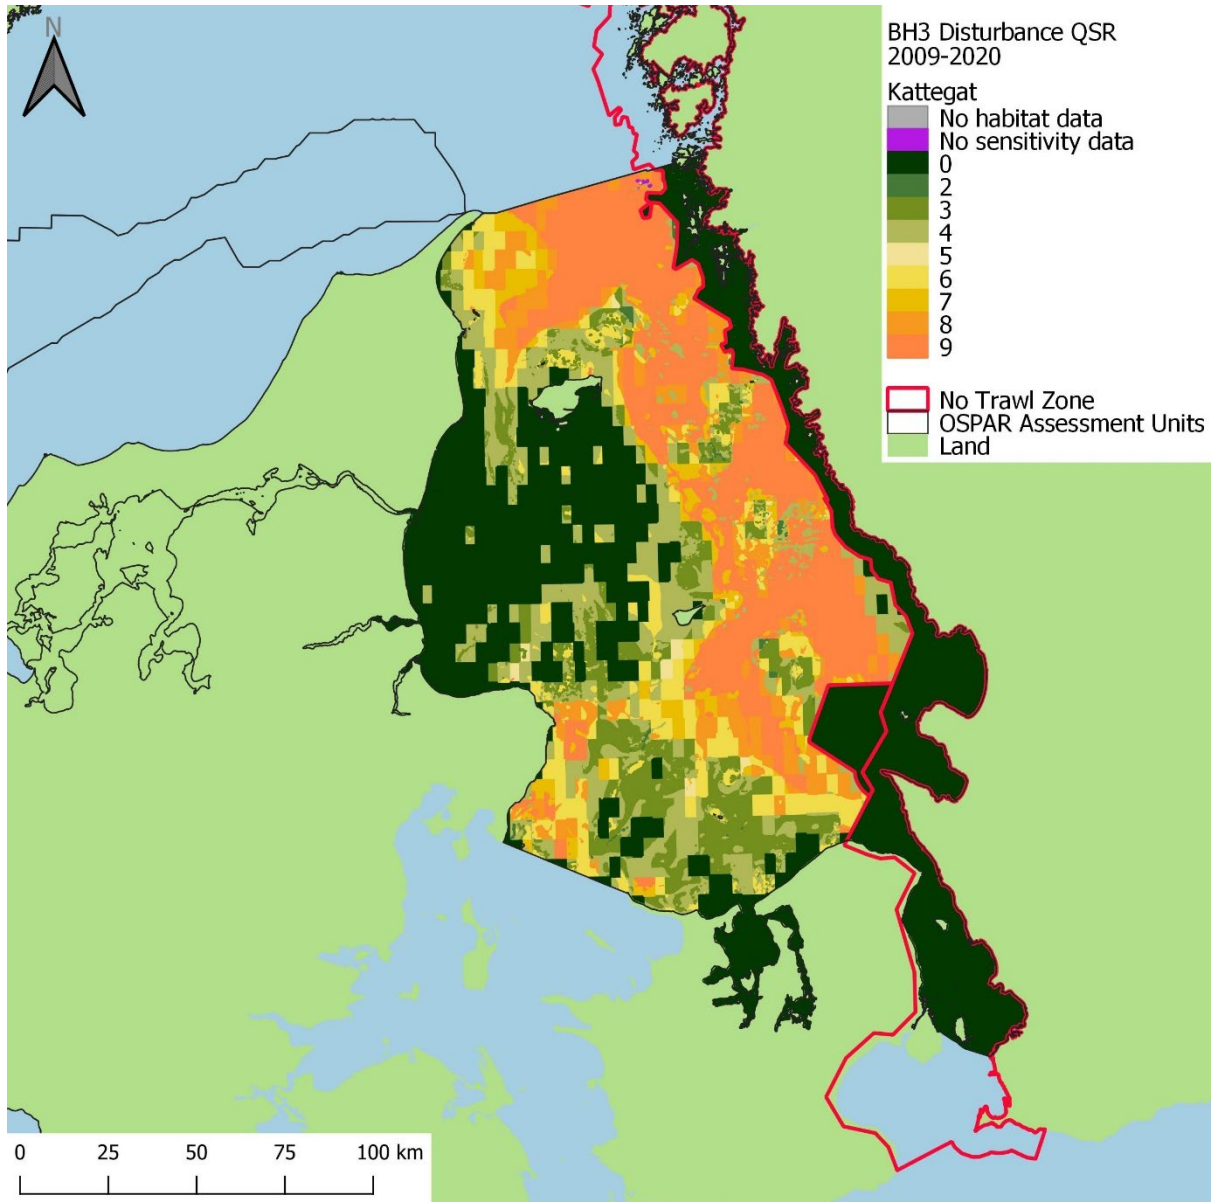 N
BH3 Disturbance QSR
2009-2020
Kattegat
No habitat data
No sensitivity data
0
2
3
4
5
6
7
8
9
No Trawl Zone
OSPAR Assessment Units
Land
0 25 50 75 100 km